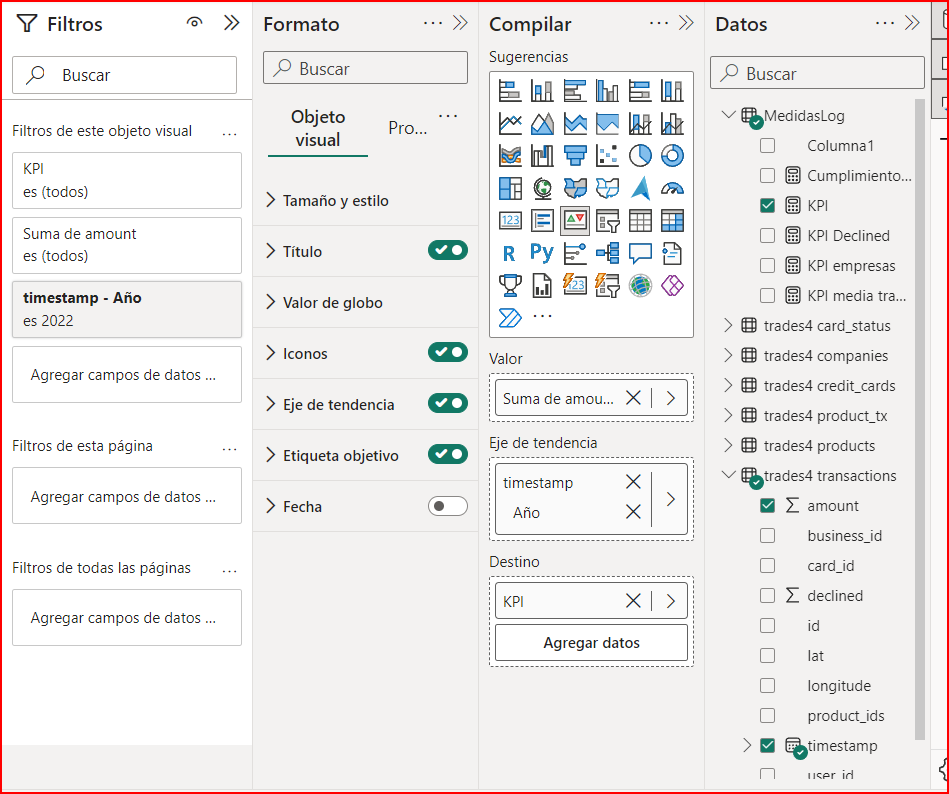 Filtros
Buscar
Filtros de este objeto visual ...
KPI
es (todos)
Suma de amount
es (todos)
timestamp - Año
es 2022
Agregar campos de datos ...
Filtros de esta página ...
Agregar campos de datos ...
Filtros de todas las páginas ...
Agregar campos de datos ...
Formato ...
Buscar
Objeto
visual
Pro... ...
Tamaño y estilo
Título
Valor de globo
Iconos
Eje de tendencia
Etiqueta objetivo
Fecha
Compilar ...
Sugerencias
123
R Py
123
...
Valor
Suma de amou...
Eje de tendencia
timestamp
Año
Destino
KPI
Agregar datos
Datos ...
Buscar
MedidasLog
Columna1
Cumplimiento...
KPI
KPI Declined
KPI empresas
KPI media tra...
trades4 card_status
trades4 companies
trades4 credit_cards
trades4 product_tx
trades4 products
trades4 transactions
amount
business_id
card_id
declined
id
lat
longitude
product_ids
timestamp
user_id